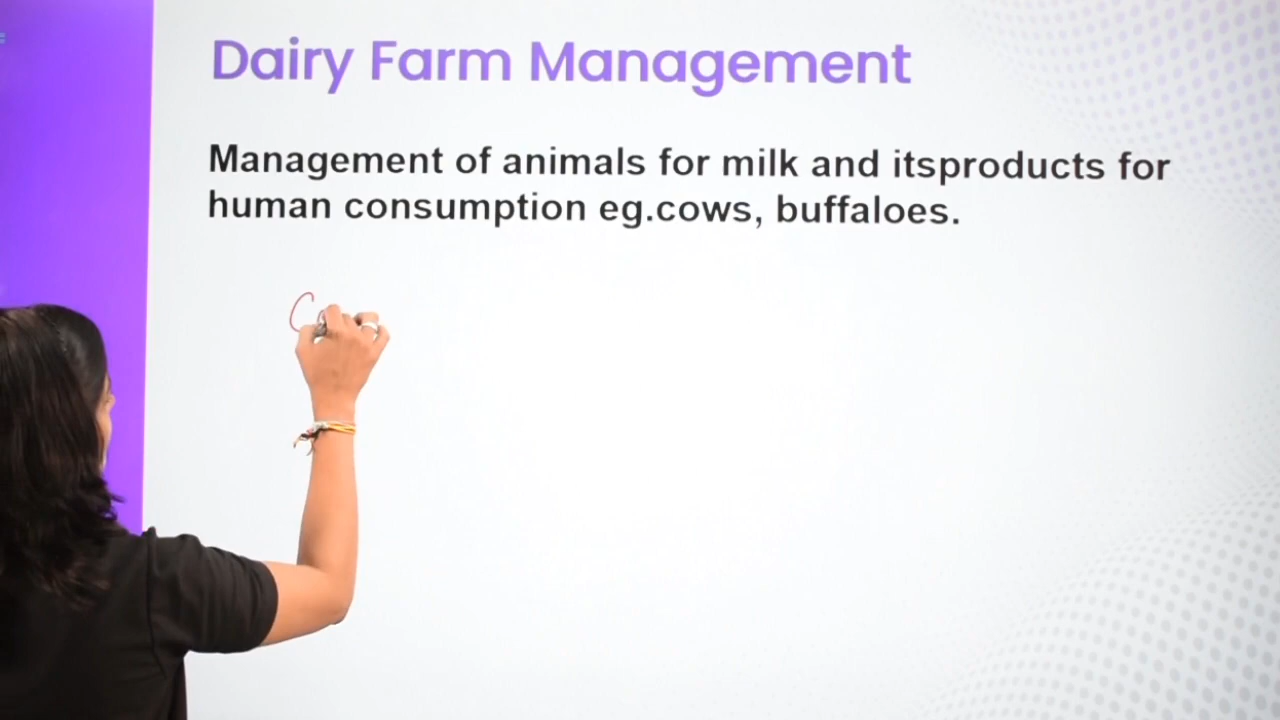 Dairy Farm Management
Management of animals for milk and itsproducts for
human consumption eg.cows, buffaloes.